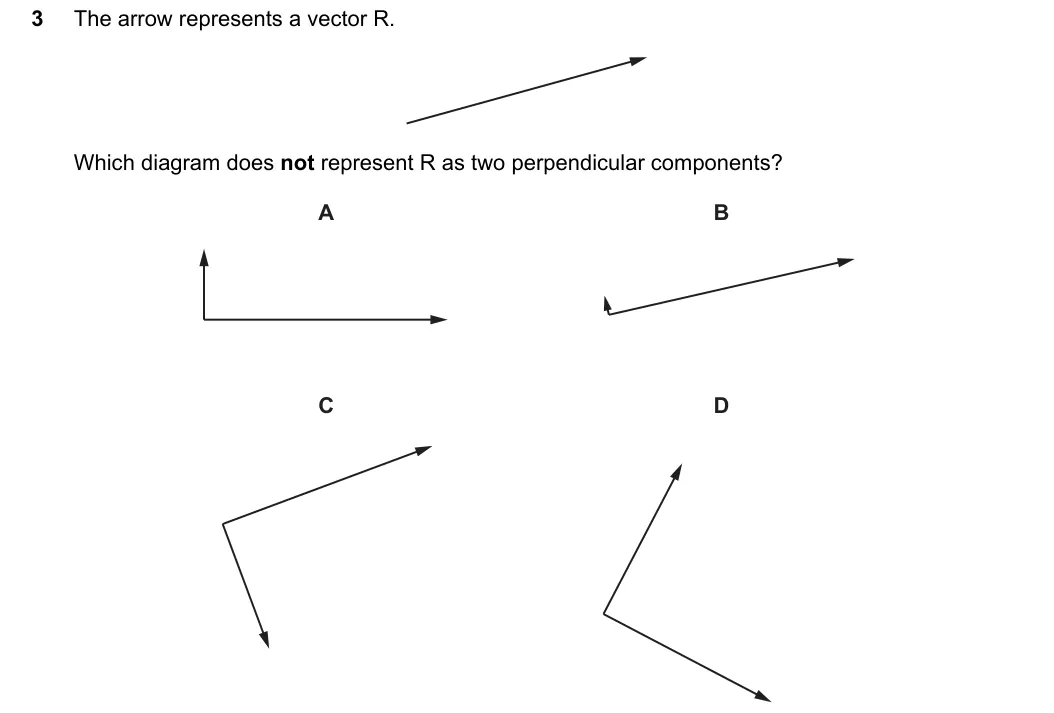 3 The arrow represents a vector R.
Which diagram does not represent R as two perpendicular components?
A B
C D